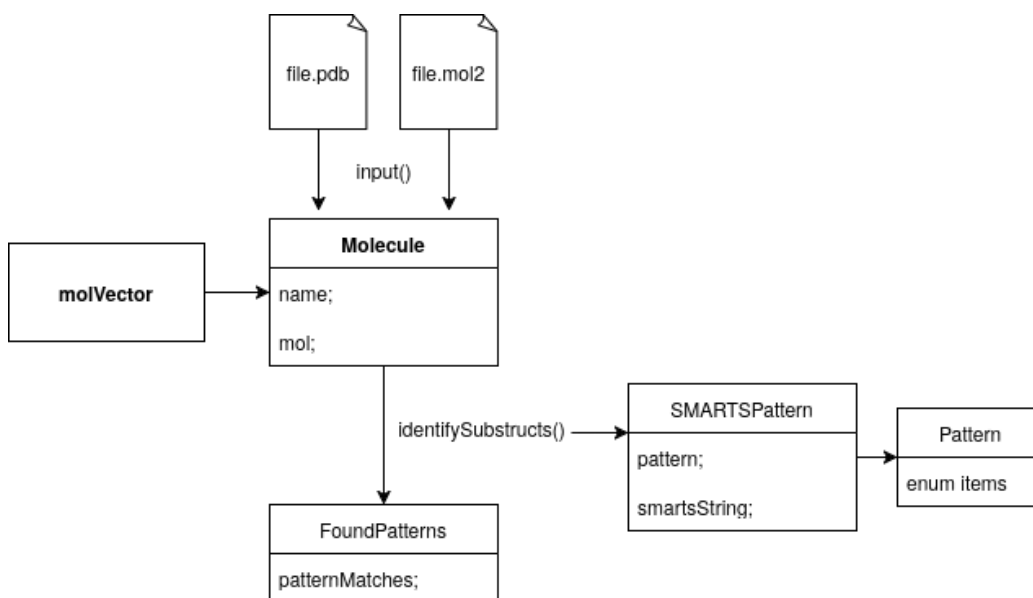 file.pdb
file.mol2
input()
Molecule
molVector
name;
mol;
identifySubstructs()
SMARTSPattern
pattern;
smartsString;
Pattern
enum items
FoundPatterns
patternMatches;